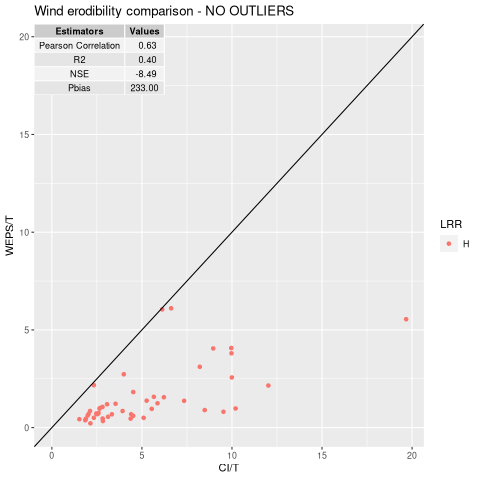 Wind erodibility comparison - NO OUTLIERS
Estimators Values
Pearson Correlation 0.63
R2 0.40
NSE -8.49
Pbias 233.00
20
15
10
5
0
WEPS/T
0 5 10 15 20
CI/T
LRR
H